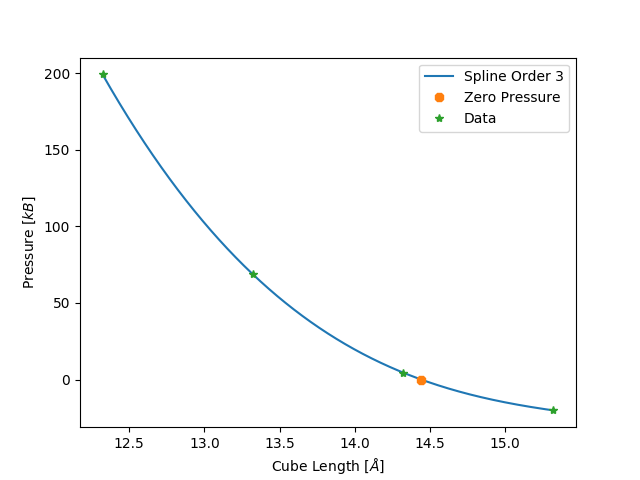 Spline Order 3
Zero Pressure
Data
200
150
100
50
0
Pressure [kB]
12.5 13.0 13.5 14.0 14.5 15.0
Cube Length [Å]